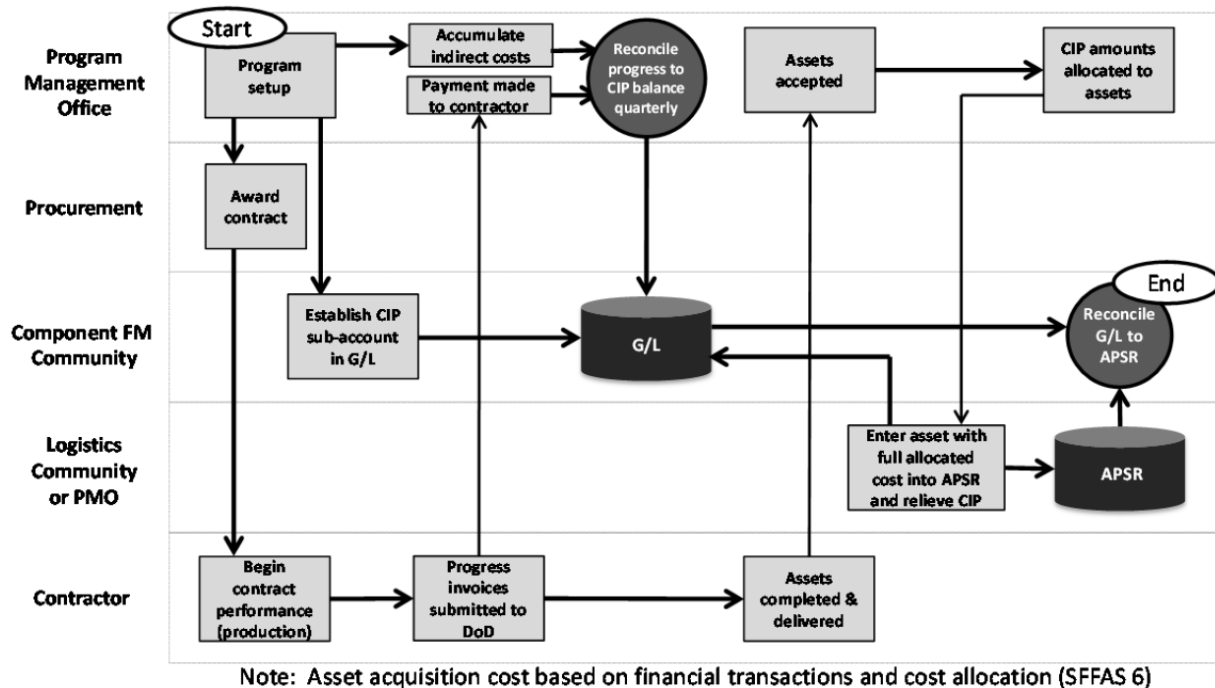 Start
Program
Management
Office
Program
setup
Accumulate
indirect costs
Payment made
to contractor
Reconcile
progress to
CIP balance
quarterly
Assets
accepted
CIP amounts
allocated to
assets
Procurement
Award
contract
Component FM
Community
Establish CIP
sub-account
in G/L
G/L
End
Reconcile
G/L to
APSR
Logistics
Community
or PMO
Enter asset with
full allocated
cost into APSR
and relieve CIP
APSR
Contractor
Begin
contract
performance
(production)
Progress
invoices
submitted to
DoD
Assets
completed &
delivered
Note: Asset acquisition cost based on financial transactions and cost allocation (SFFAS 6)